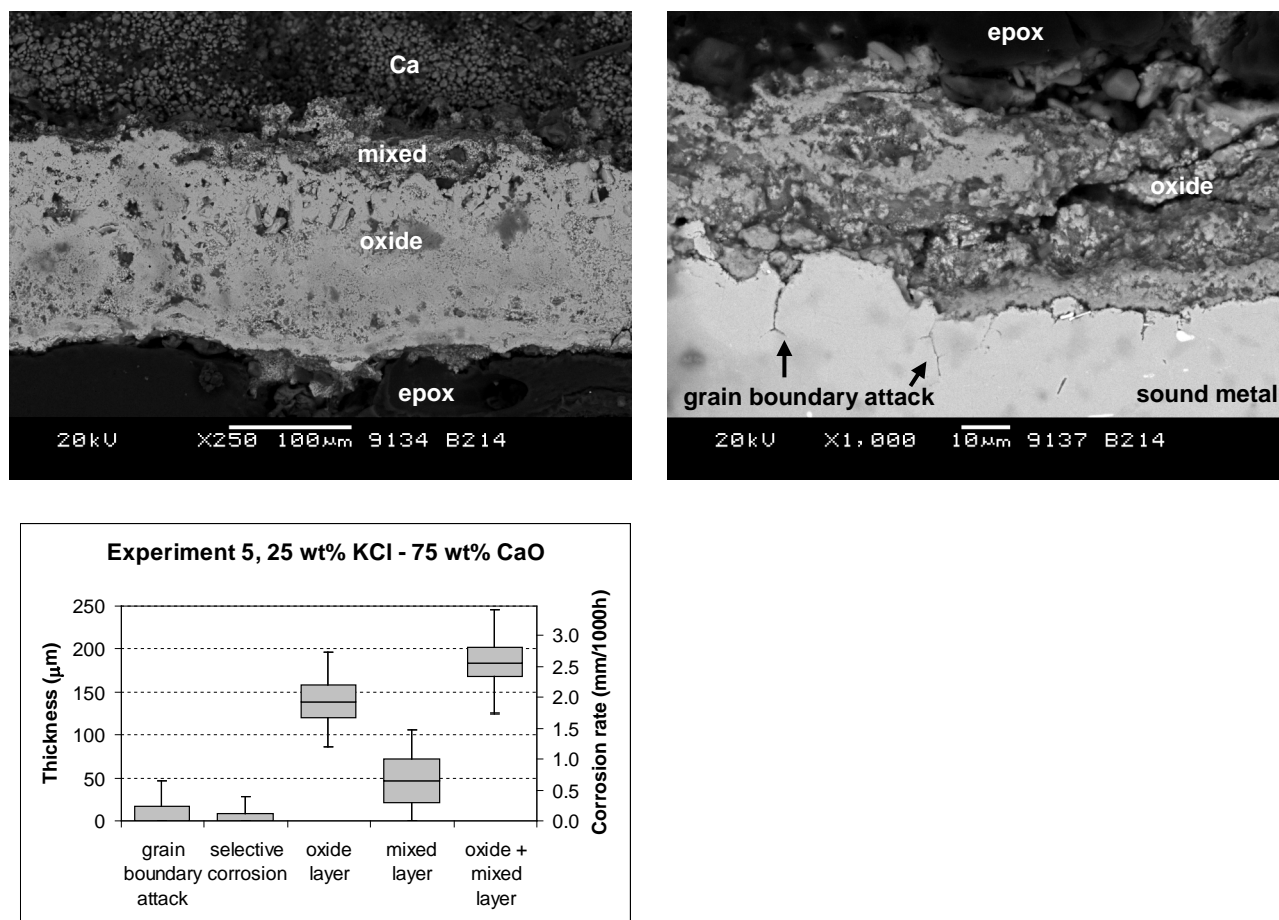 Ca
mixed
oxide
epox
20kV X250 100µm 9134 B214
epox
oxide
grain boundary attack
sound metal
20kV X1,000 10µm 9137 B214
Experiment 5, 25 wt% KCl - 75 wt% CaO
Thickness (µm)
250
200
150
100
50
0
Corrosion rate (mm/1000h)
3.0
2.5
2.0
1.5
1.0
0.5
0.0
grain
boundary
attack
selective
corrosion
oxide
layer
mixed
layer
oxide +
mixed
layer